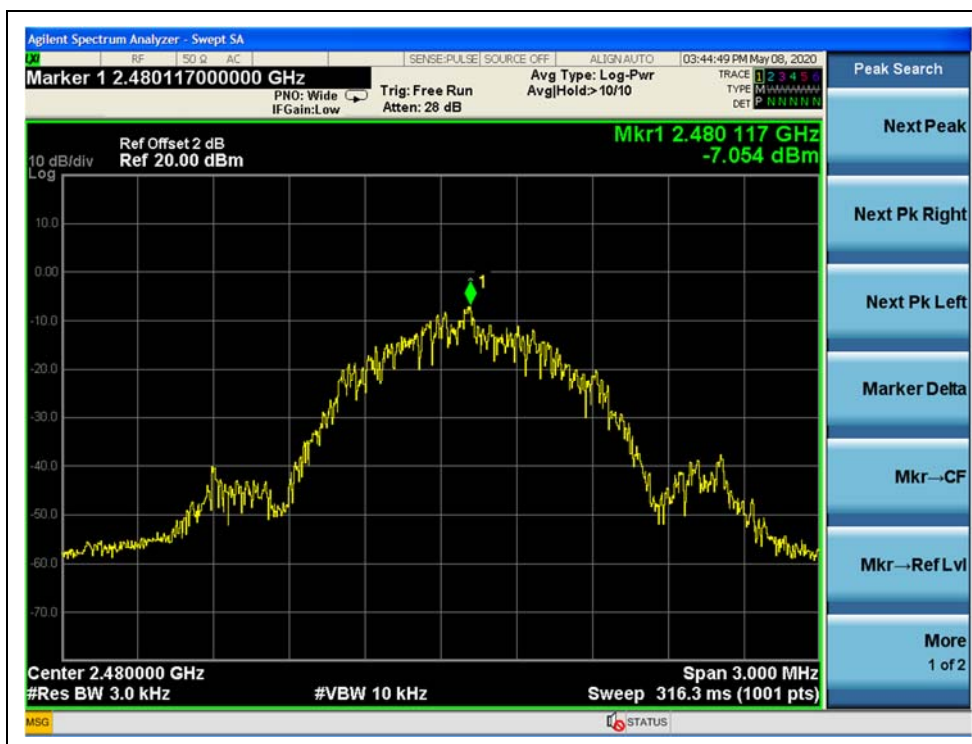 Agilent Spectrum Analyzer - Swept SA
LXI RF 50 Ω AC SENSE:PULSE SOURCE OFF ALIGN AUTO 03:44:49 PM May 08, 2020
Marker 1 2.480117000000 GHz
PNO: Wide
IFGain:Low
Trig: Free Run
Atten: 28 dB
Avg Type: Log-Pwr
Avg|Hold:>10/10
TRACE 1 2 3 4 5 6
TYPE M
DET P N N N N N
Ref Offset 2 dB
Ref 20.00 dBm
10 dB/div
Log
Mkr1 2.480 117 GHz
-7.054 dBm
10.0
0.00
-10.0
-20.0
-30.0
-40.0
-50.0
-60.0
-70.0
1
Center 2.480000 GHz
Span 3.000 MHz
#Res BW 3.0 kHz
#VBW 10 kHz
Sweep 316.3 ms (1001 pts)
MSG
STATUS
Peak Search
Next Peak
Next Pk Right
Next Pk Left
Marker Delta
Mkr→CF
Mkr→Ref Lvl
More
1 of 2